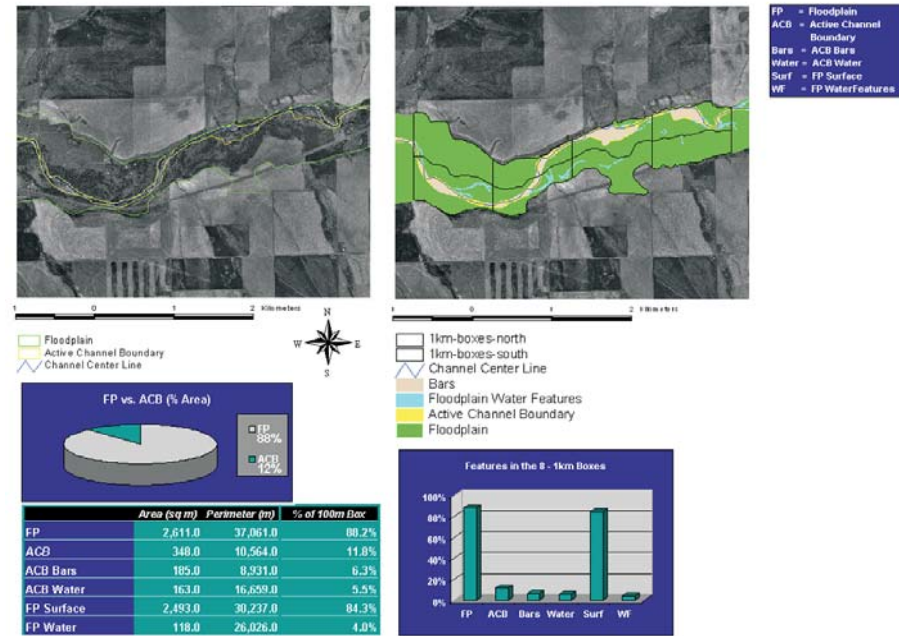 FP = Floodplain
ACB = Active Channel
Boundary
Bars = ACB Bars
Water = ACB Water
Surf = FP Surface
WF = FP WaterFeatures
1 0 1 2 Kilometers
1 0 1 2 Kilometers
N
W E
S
Floodplain
Active Channel Boundary
Channel Center Line
1km-boxes-north
1km-boxes-south
Channel Center Line
Bars
Floodplain Water Features
Active Channel Boundary
Floodplain
FP vs. ACB (% Area)
FP
88%
ACB
12%
Area (sq m) Perimeter (m) % of 100m Box
FP 2,611.0 37,061.0 88.2%
ACB 348.0 10,564.0 11.8%
ACB Bars 185.0 8,931.0 6.3%
ACB Water 163.0 16,659.0 5.5%
FP Surface 2,493.0 30,237.0 84.3%
FP Water 118.0 26,026.0 4.0%
Features in the 8 - 1km Boxes
100%
80%
60%
40%
20%
0%
FP ACB Bars Water Surf WF